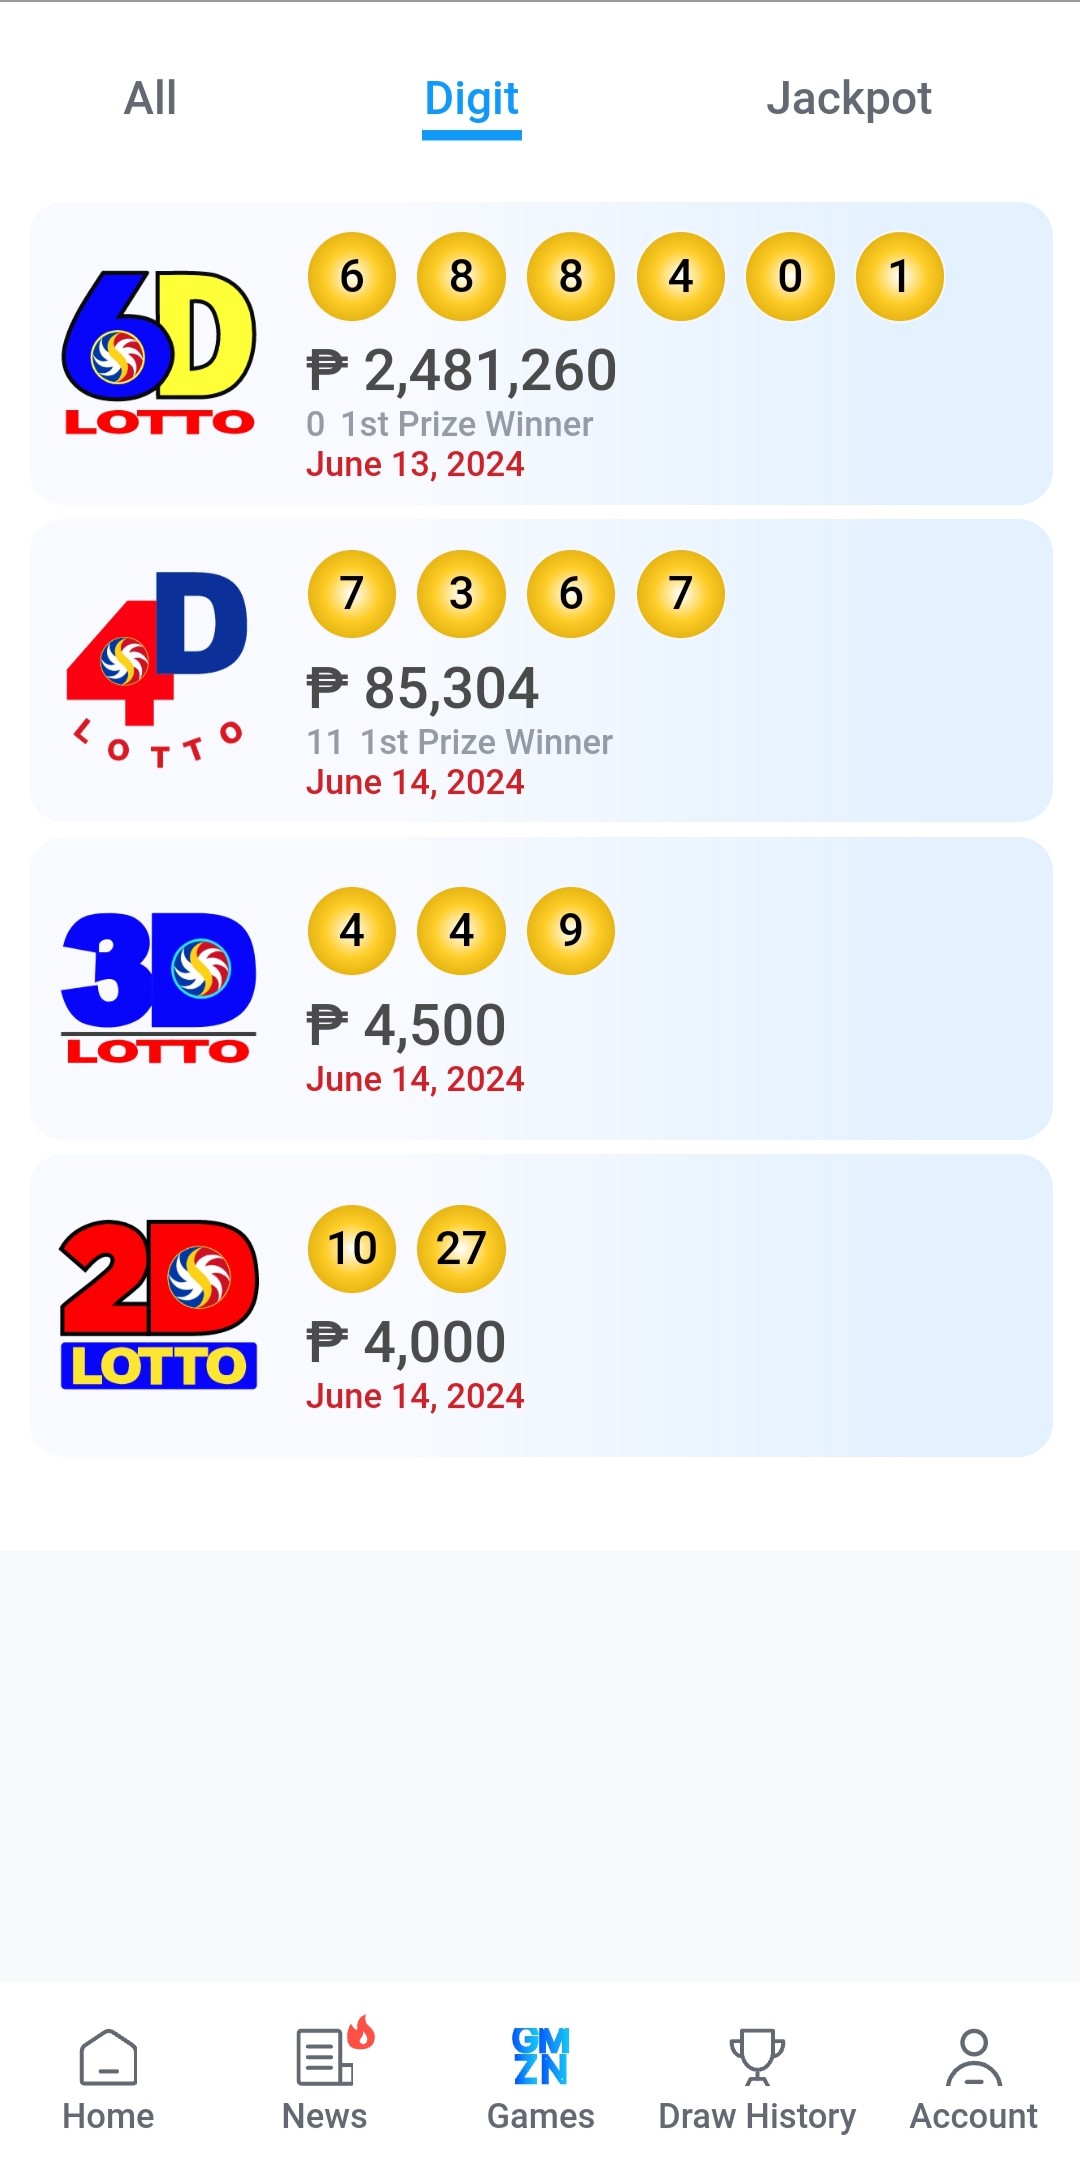 All Digit Jackpot
6 8 8 4 0 1
6D
LOTTO
₱ 2,481,260
0 1st Prize Winner
June 13, 2024
7 3 6 7
4D
LOTTO
₱ 85,304
11 1st Prize Winner
June 14, 2024
4 4 9
3D
LOTTO
₱ 4,500
June 14, 2024
10 27
2D
LOTTO
₱ 4,000
June 14, 2024
GM
ZN
Home News Games Draw History Account